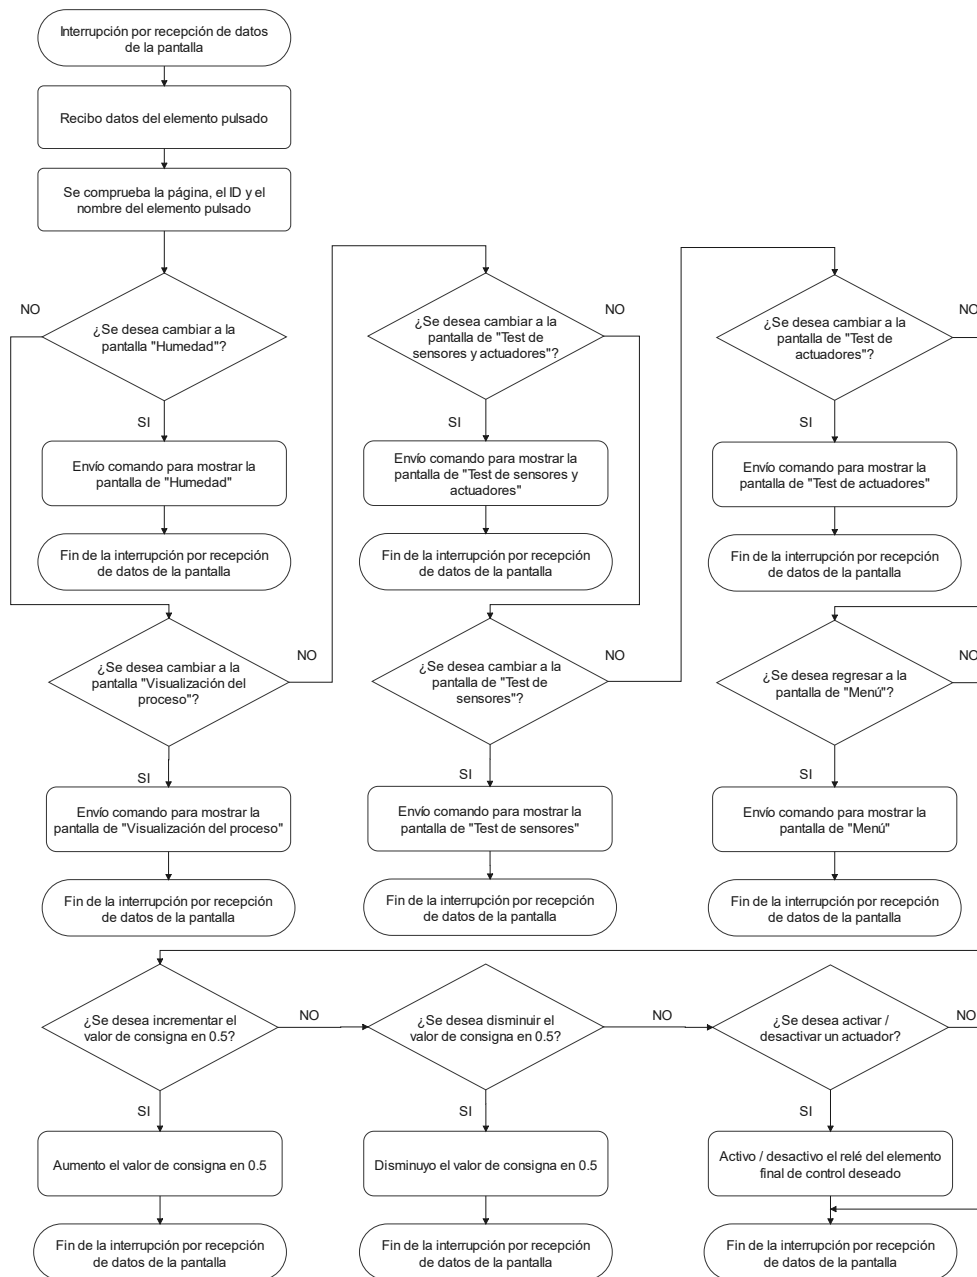 Interrupción por recepción de datos
de la pantalla
Recibo datos del elemento pulsado
Se comprueba la página, el ID y el
nombre del elemento pulsado
NO
¿Se desea cambiar a la
pantalla "Humedad"?
SI
Envío comando para mostrar la
pantalla de "Humedad"
Fin de la interrupción por recepción
de datos de la pantalla
¿Se desea cambiar a la
pantalla "Visualización del
proceso"?
NO
SI
Envío comando para mostrar la
pantalla de "Visualización del proceso"
Fin de la interrupción por recepción
de datos de la pantalla
¿Se desea cambiar a la
pantalla de "Test de
sensores y actuadores"?
NO
SI
Envío comando para mostrar la
pantalla de "Test de sensores y
actuadores"
Fin de la interrupción por recepción
de datos de la pantalla
¿Se desea cambiar a la
pantalla de "Test de
sensores"?
NO
SI
Envío comando para mostrar la
pantalla de "Test de sensores"
Fin de la interrupción por recepción
de datos de la pantalla
¿Se desea cambiar a la
pantalla de "Test de
actuadores"?
NO
SI
Envío comando para mostrar la
pantalla de "Test de actuadores"
Fin de la interrupción por recepción
de datos de la pantalla
¿Se desea regresar a la
pantalla de "Menú"?
NO
SI
Envío comando para mostrar la
pantalla de "Menú"
Fin de la interrupción por recepción
de datos de la pantalla
¿Se desea incrementar el
valor de consigna en 0.5?
NO
SI
Aumento el valor de consigna en 0.5
Fin de la interrupción por recepción
de datos de la pantalla
¿Se desea disminuir el
valor de consigna en 0.5?
NO
SI
Disminuyo el valor de consigna en 0.5
Fin de la interrupción por recepción
de datos de la pantalla
¿Se desea activar /
desactivar un actuador?
NO
SI
Activo / desactivo el relé del elemento
final de control deseado
Fin de la interrupción por recepción
de datos de la pantalla